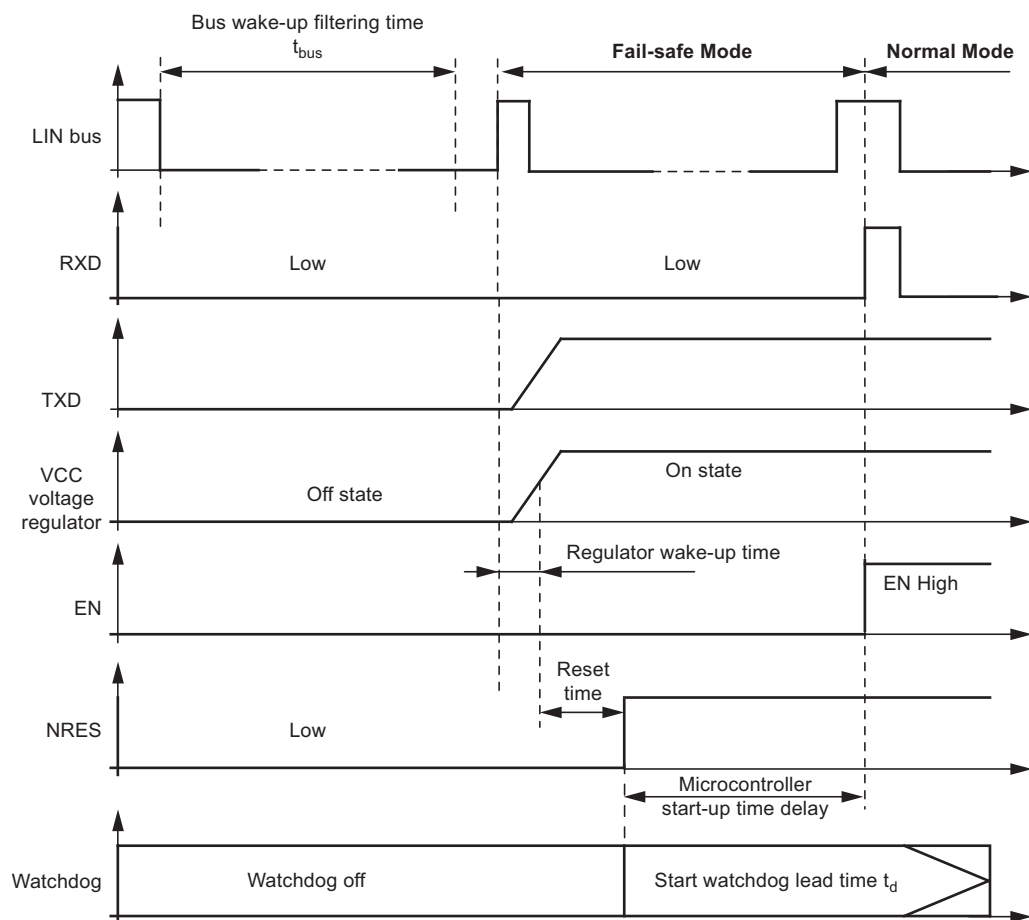 Bus wake-up filtering time
t_bus
Fail-safe Mode
Normal Mode
LIN bus
RXD
Low
Low
TXD
VCC
voltage
regulator
Off state
On state
Regulator wake-up time
EN
EN High
Reset
time
NRES
Low
Microcontroller
start-up time delay
Watchdog
Watchdog off
Start watchdog lead time t_d